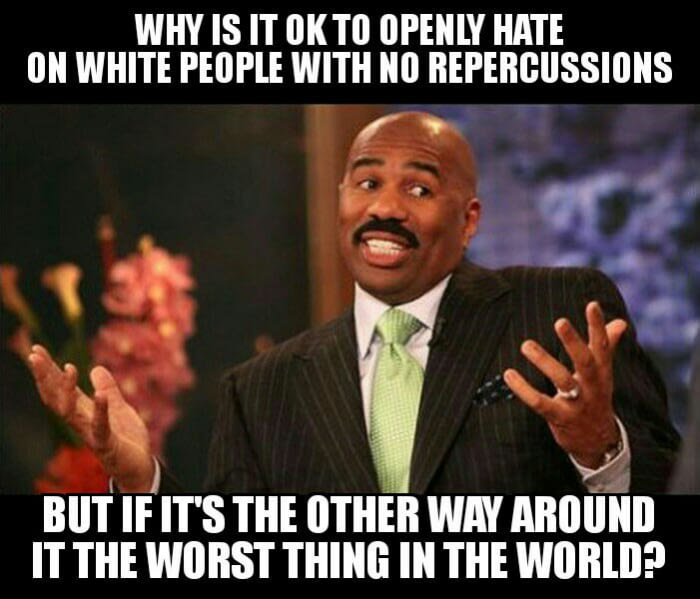 WHY IS IT OK TO OPENLY HATE
ON WHITE PEOPLE WITH NO REPERCUSSIONS
BUT IF IT'S THE OTHER WAY AROUND
IT THE WORST THING IN THE WORLD?